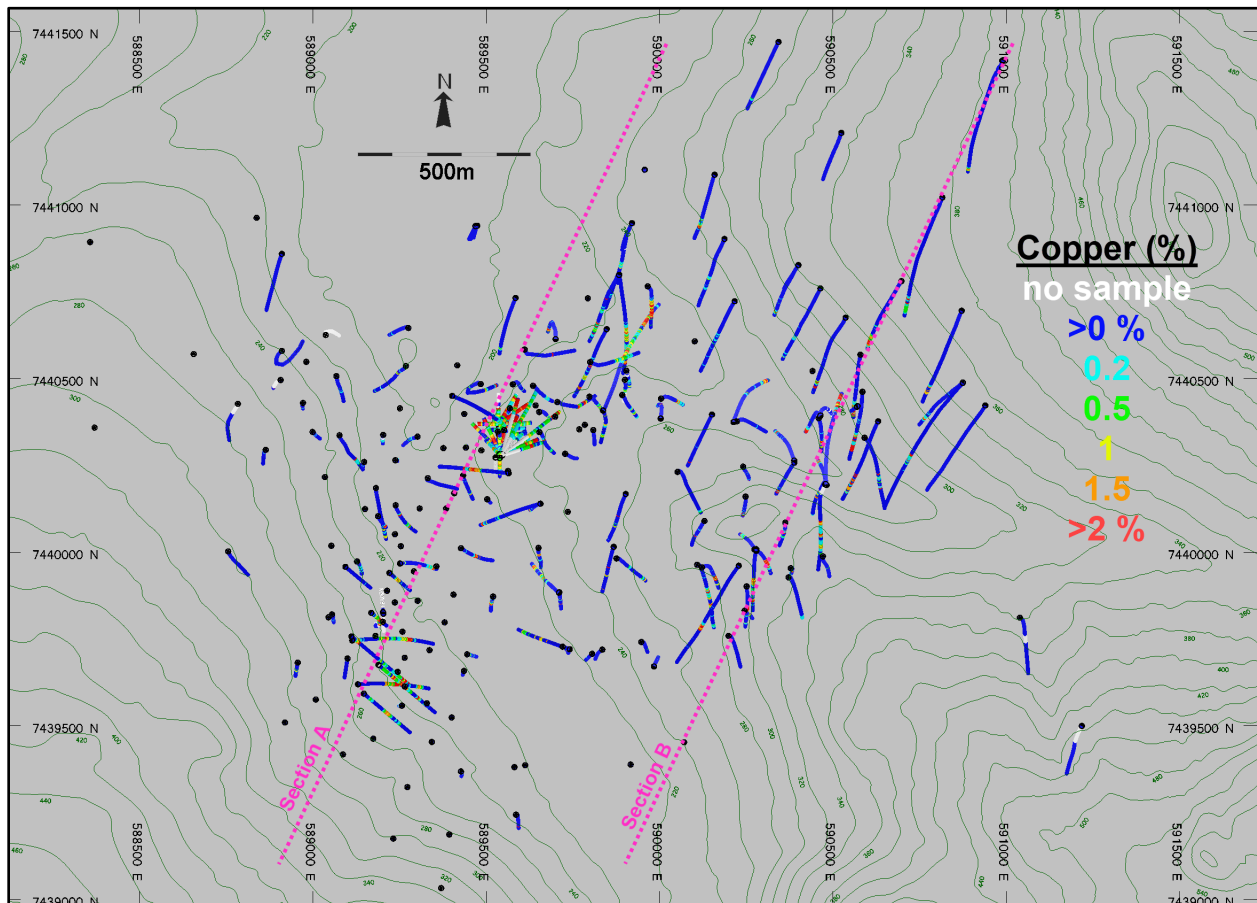 7441500 N
588500 E
589000 E
589500 E
590000 E
590500 E
591000 E
591500 E
7441500 N
N
500m
7441000 N
7441000 N
Copper (%)
no sample
>0 %
0.2
0.5
1
1.5
>2 %
7440500 N
7440500 N
7440000 N
7440000 N
7439500 N
7439500 N
Section A
Section B
588500 E
589000 E
589500 E
590000 E
590500 E
591000 E
591500 E
7439000 N
7439000 N